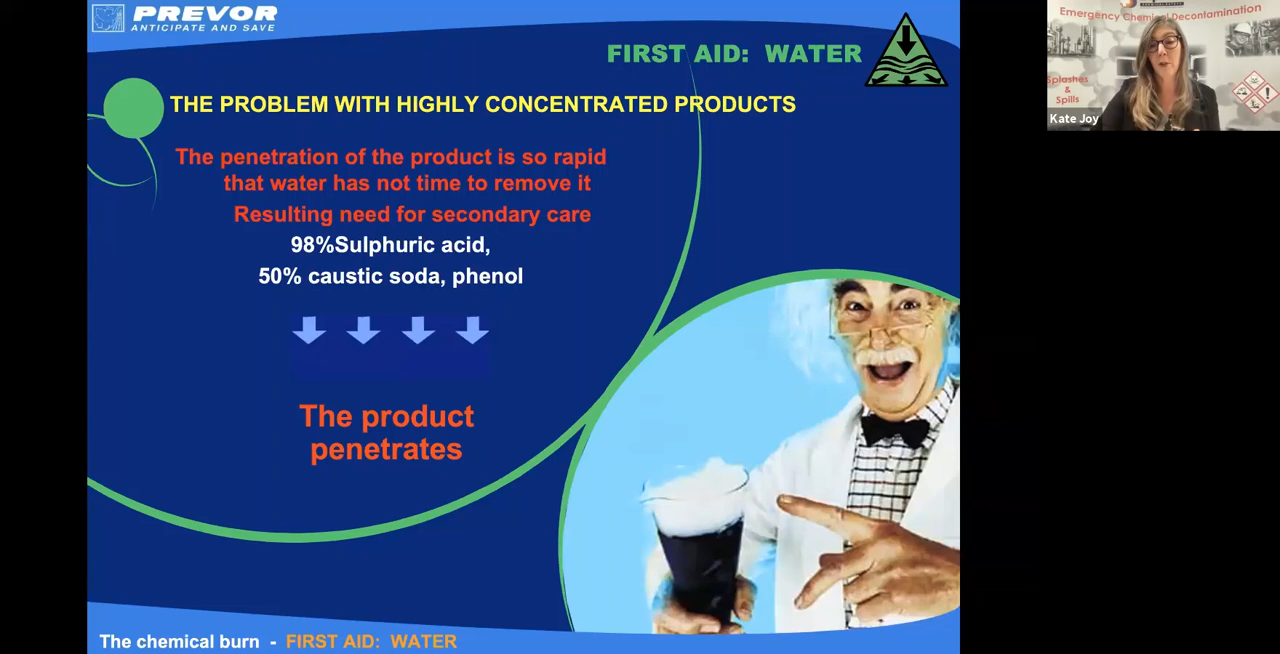 PREVOR
ANTICIPATE AND SAVE
FIRST AID: WATER
THE PROBLEM WITH HIGHLY CONCENTRATED PRODUCTS
The penetration of the product is so rapid
that water has not time to remove it
Resulting need for secondary care
98%Sulphuric acid,
50% caustic soda, phenol
The product
penetrates
The chemical burn - FIRST AID: WATER
Emergency Chemical Decontamination
Splashes
&
Spills
Kate Joy